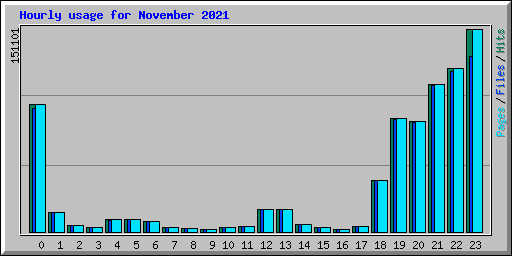 Hourly usage for November 2021
151101
Pages / Files / Hits
0 1 2 3 4 5 6 7 8 9 10 11 12 13 14 15 16 17 18 19 20 21 22 23